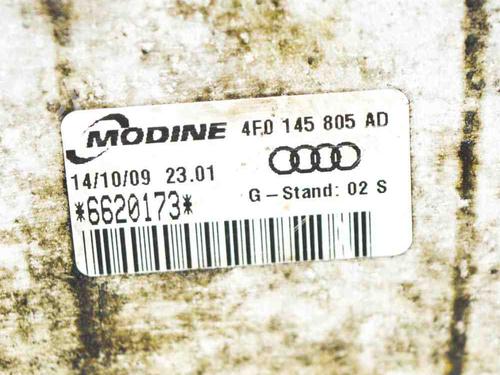 MODINE 4F0 145 805 AD
14/10/09 23.01
G-Stand: 02 S
*6620173*